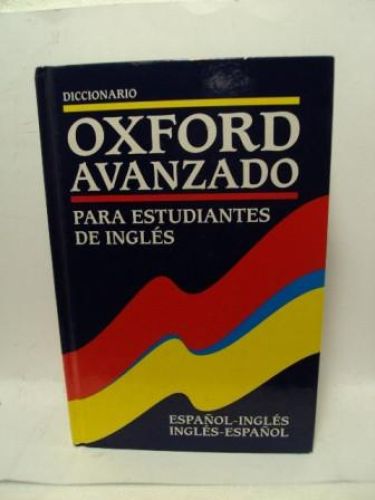 DICCIONARIO
OXFORD
AVANZADO
PARA ESTUDIANTES
DE INGLÉS
ESPAÑOL-INGLÉS
INGLÉS-ESPAÑOL